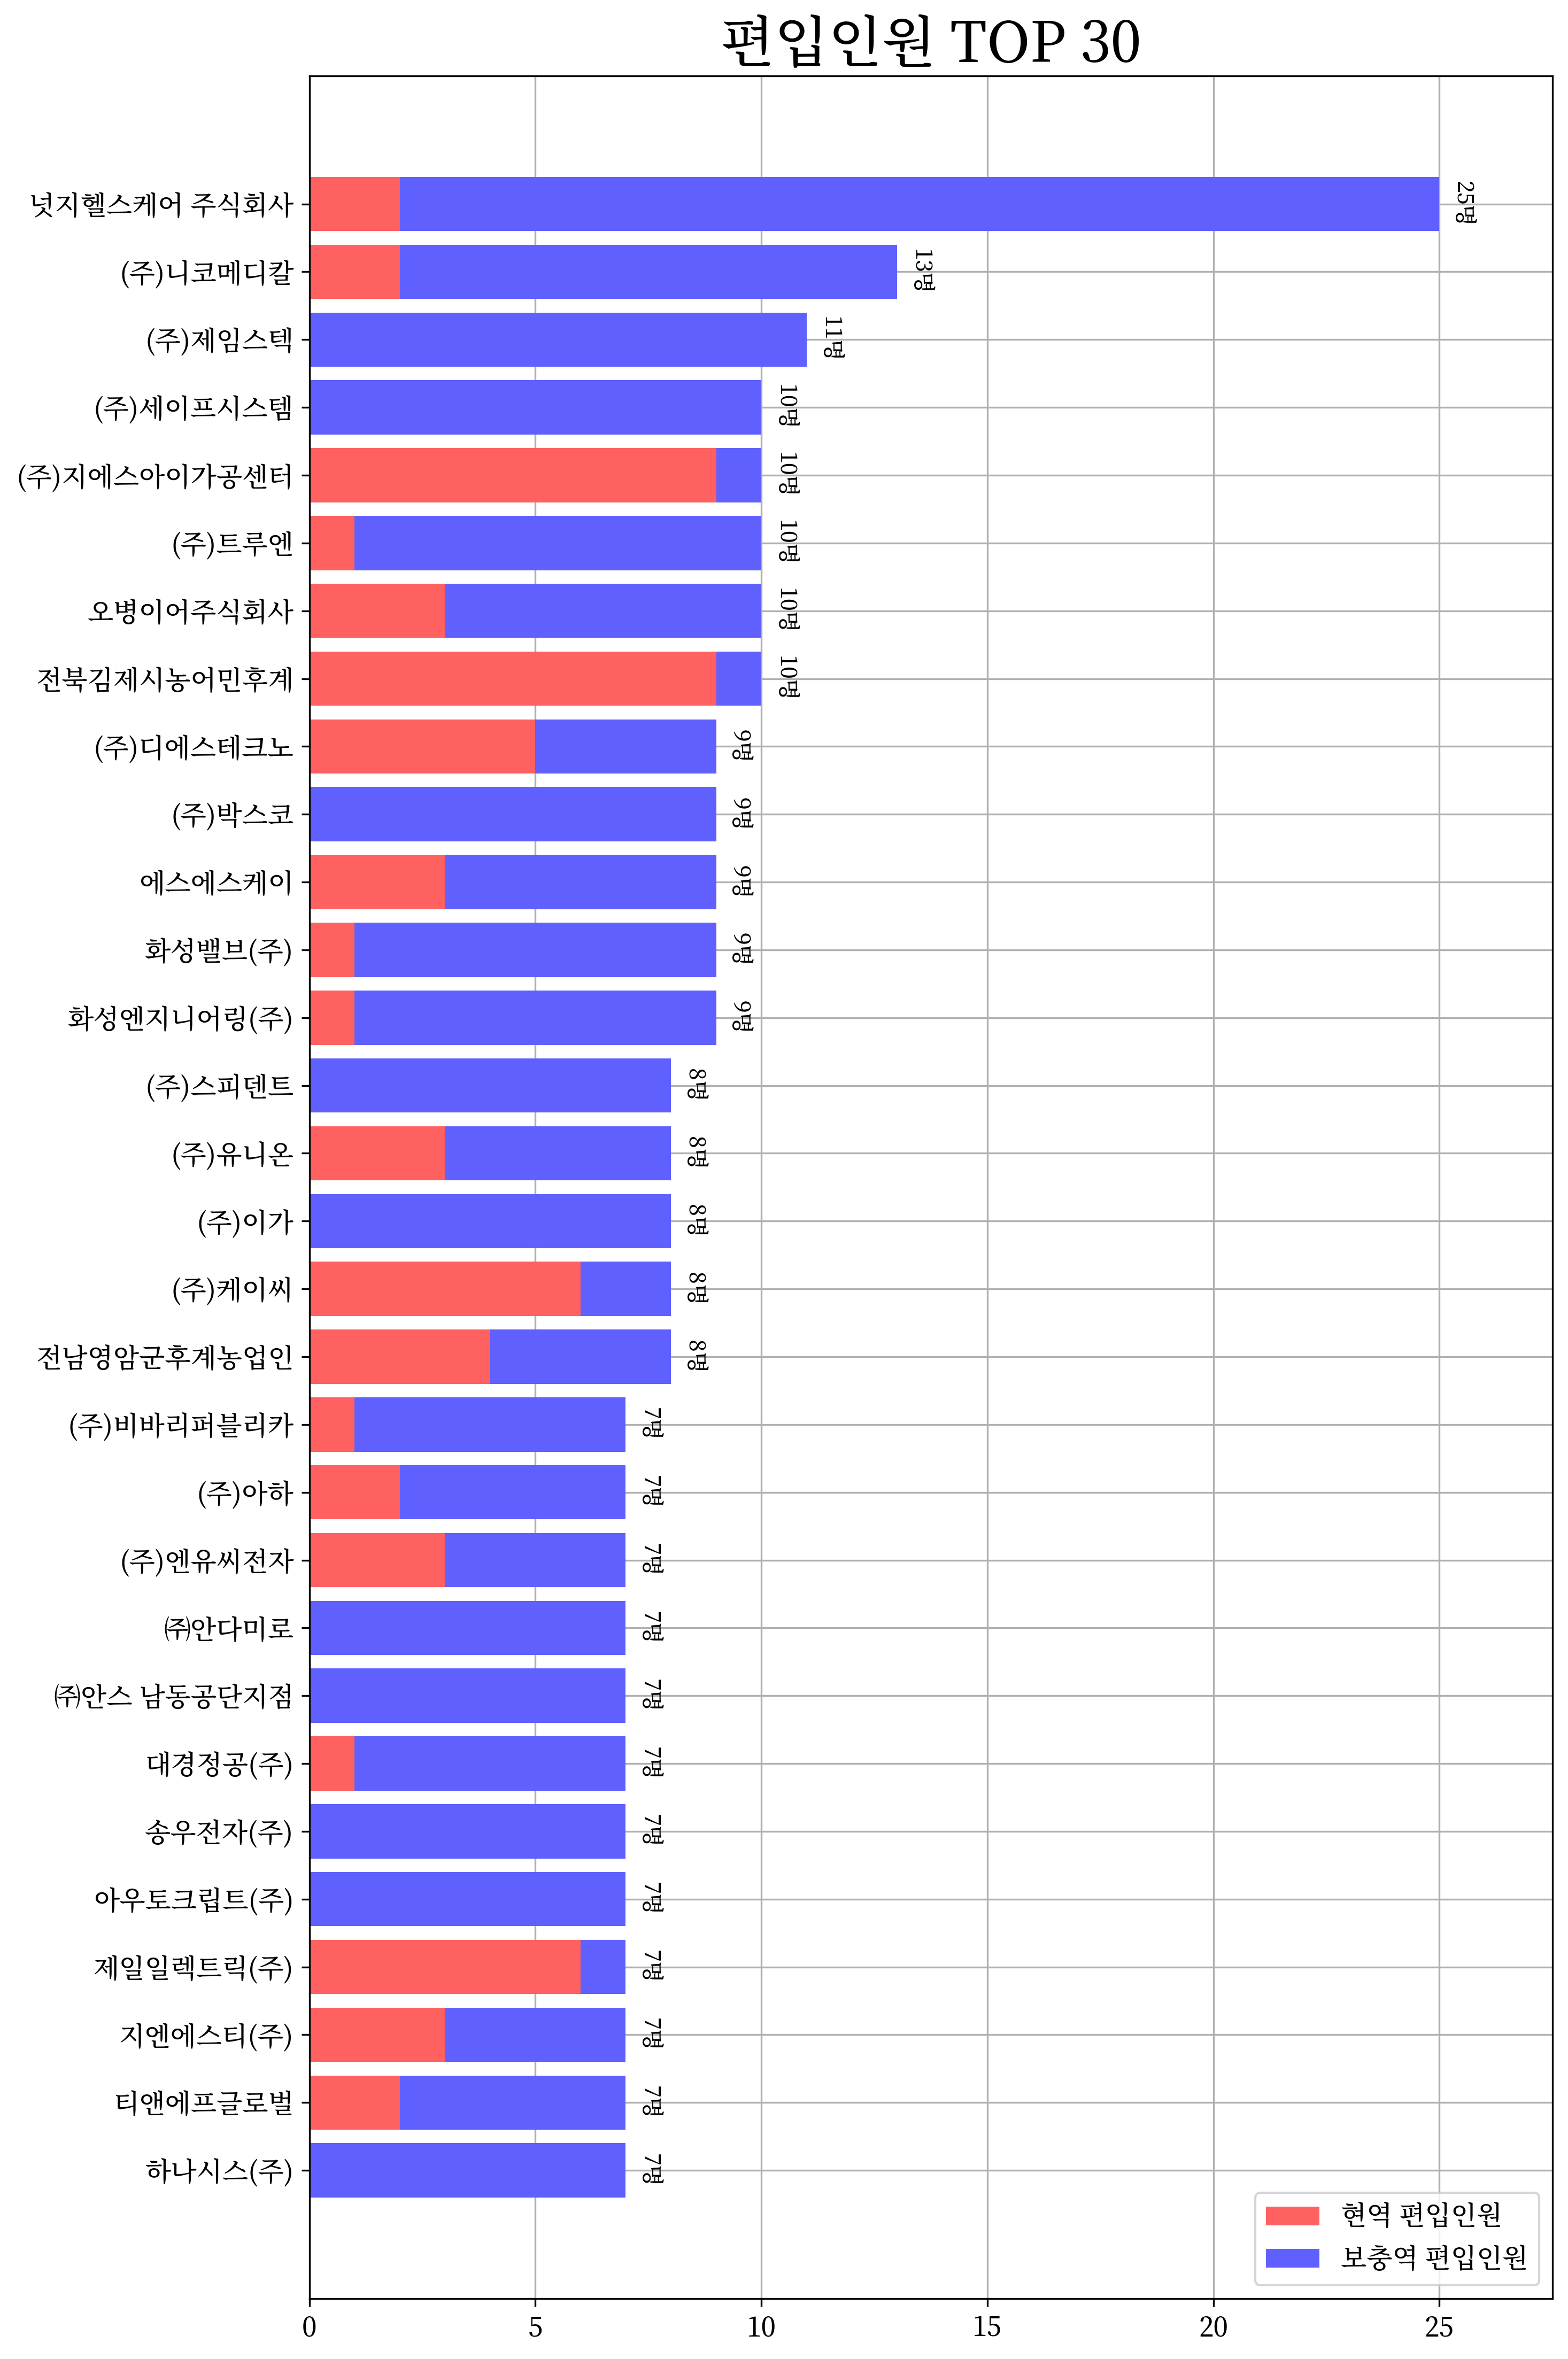 편입인원 TOP 30
넛지헬스케어 주식회사 25명
(주)니코메디칼 13명
(주)제임스텍 11명
(주)세이프시스템 10명
(주)지에스아이가공센터 10명
(주)트루엔 10명
오병이어주식회사 10명
전북김제시농어민후계 10명
(주)디에스테크노 9명
(주)박스코 9명
에스에스케이 9명
화성밸브(주) 9명
화성엔지니어링(주) 9명
(주)스피덴트 8명
(주)유니온 8명
(주)이가 8명
(주)케이씨 8명
전남영암군후계농업인 8명
(주)비바리퍼블리카 7명
(주)아하 7명
(주)엔유씨전자 7명
㈜안다미로 7명
㈜안스 남동공단지점 7명
대경정공(주) 7명
송우전자(주) 7명
아우토크립트(주) 7명
제일일렉트릭(주) 7명
지엔에스티(주) 7명
티앤에프글로벌 7명
하나시스(주) 7명
현역 편입인원
보충역 편입인원
0 5 10 15 20 25